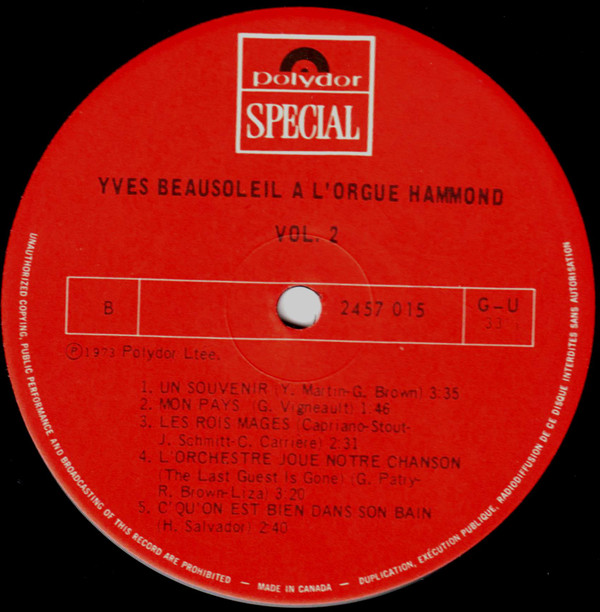 polydor
SPECIAL
YVES BEAUSOLEIL A L'ORGUE HAMMOND
VOL. 2
B 2457 015 G-U
33
Ⓟ1973 Polydor Ltee.
1. UN SOUVENIR (Y. Martin-G. Brown) 3:35
2. MON PAYS (G. Vigneault) 1:46
3. LES ROIS MAGES (Capriano-Stout-
J. Schmitt-C. Carriere) 2:31
4. L'ORCHESTRE JOUE NOTRE CHANSON
(The Last Guest is Gone) (G. Patry-
R. Brown-Liza) 3:20
5. C'QU'ON EST BIEN DANS SON BAIN
(H. Salvador) 2:40
UNAUTHORIZED COPYING, PUBLIC PERFORMANCE AND BROADCASTING OF THIS RECORD ARE PROHIBITED – MADE IN CANADA – DUPLICATION, EXÉCUTION PUBLIQUE, RADIODIFFUSION DE CE DISQUE INTERDITES SANS AUTORISATION